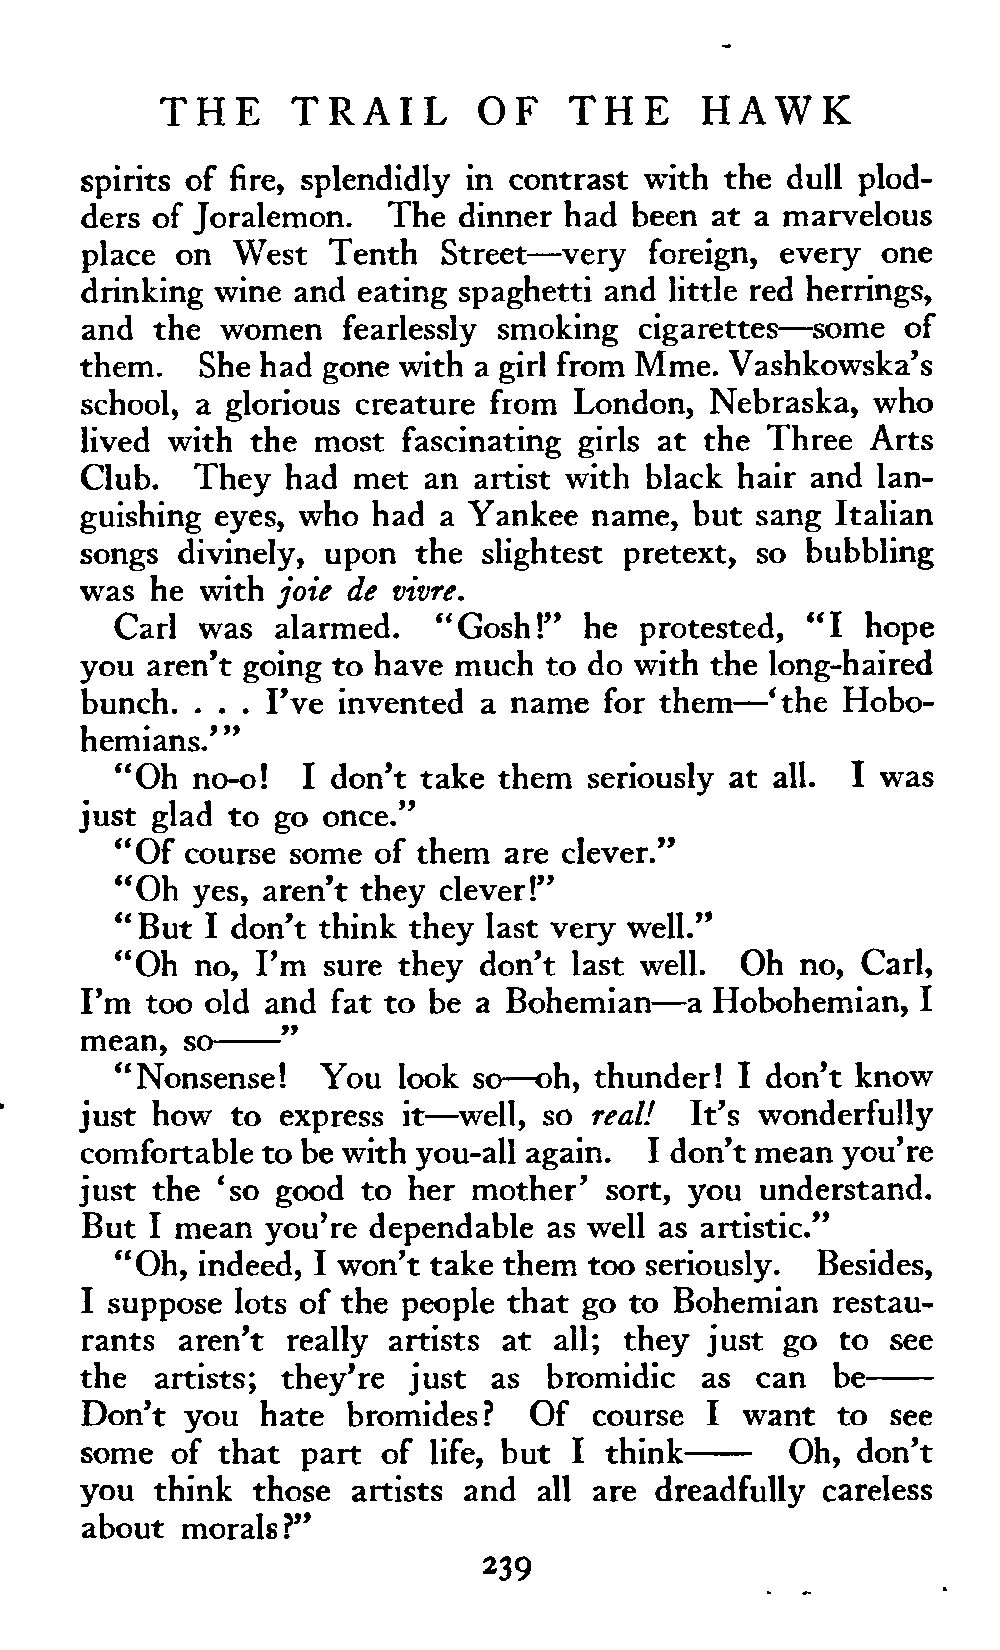 THE TRAIL OF THE HAWK
spirits of fire, splendidly in contrast with the dull plod-
ders of Joralemon. The dinner had been at a marvelous
place on West Tenth Street—very foreign, every one
drinking wine and eating spaghetti and little red herrings,
and the women fearlessly smoking cigarettes—some of
them. She had gone with a girl from Mme. Vashkowska's
school, a glorious creature from London, Nebraska, who
lived with the most fascinating girls at the Three Arts
Club. They had met an artist with black hair and lan-
guishing eyes, who had a Yankee name, but sang Italian
songs divinely, upon the slightest pretext, so bubbling
was he with joie de vivre.
Carl was alarmed. "Gosh!" he protested, "I hope
you aren't going to have much to do with the long-haired
bunch. . . . I've invented a name for them—'the Hobo-
hemians.'"
"Oh no-o! I don't take them seriously at all. I was
just glad to go once."
"Of course some of them are clever."
"Oh yes, aren't they clever!"
"But I don't think they last very well."
"Oh no, I'm sure they don't last well. Oh no, Carl,
I'm too old and fat to be a Bohemian—a Hobohemian, I
mean, so——"
"Nonsense! You look so—oh, thunder! I don't know
just how to express it—well, so real! It's wonderfully
comfortable to be with you-all again. I don't mean you're
just the 'so good to her mother' sort, you understand.
But I mean you're dependable as well as artistic."
"Oh, indeed, I won't take them too seriously. Besides,
I suppose lots of the people that go to Bohemian restau-
rants aren't really artists at all; they just go to see
the artists; they're just as bromidic as can be——
Don't you hate bromides? Of course I want to see
some of that part of life, but I think—— Oh, don't
you think those artists and all are dreadfully careless
about morals?"
239